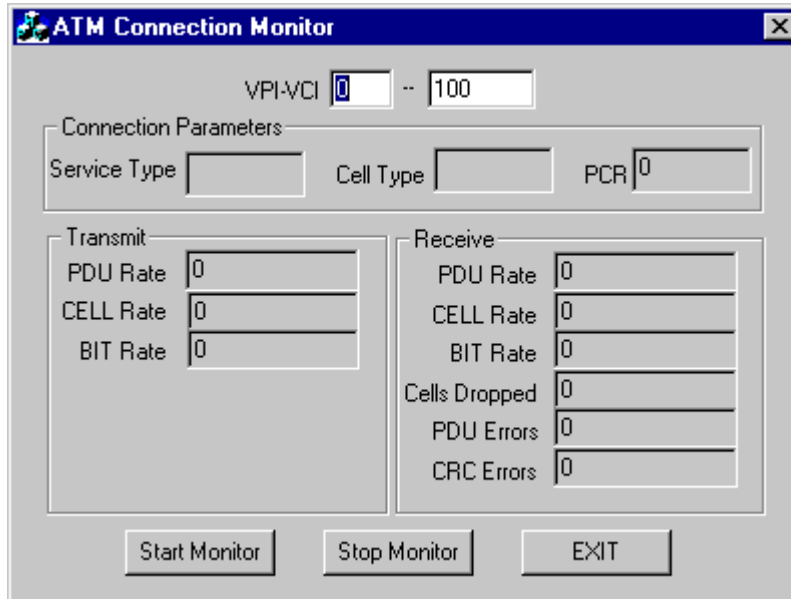 ATM Connection Monitor
VPI-VCI 0 -- 100
Connection Parameters
Service Type Cell Type PCR 0
Transmit
PDU Rate 0
CELL Rate 0
BIT Rate 0
Receive
PDU Rate 0
CELL Rate 0
BIT Rate 0
Cells Dropped 0
PDU Errors 0
CRC Errors 0
Start Monitor Stop Monitor EXIT